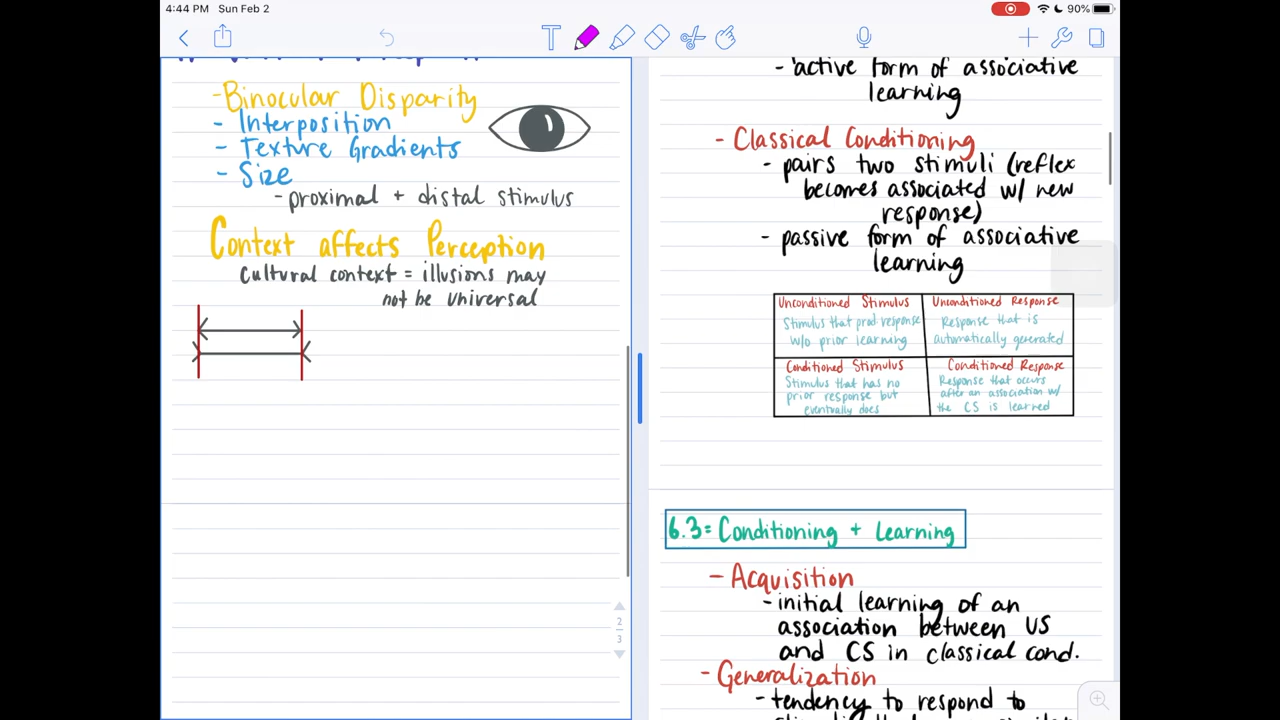 4:44 PM Sun Feb 2
90%
- Binocular Disparity
- Interposition
- Texture Gradients
- Size
- proximal + distal stimulus
Context affects Perception
cultural context = illusions may
not be universal
2
3
- active form of associative
learning
- Classical Conditioning
- pairs two stimuli (reflex
becomes associated w/ new
response)
- passive form of associative
learning
Unconditioned Stimulus
Stimulus that prod. response
w/o prior learning
Unconditioned Response
Response that is
automatically generated
Conditioned Stimulus
Stimulus that has no
prior response but
eventually does
Conditioned Response
Response that occurs
after an association w/
the CS is learned
6.3: Conditioning + Learning
- Acquisition
- initial learning of an
association between US
and CS in classical cond.
- Generalization
- tendency to respond to